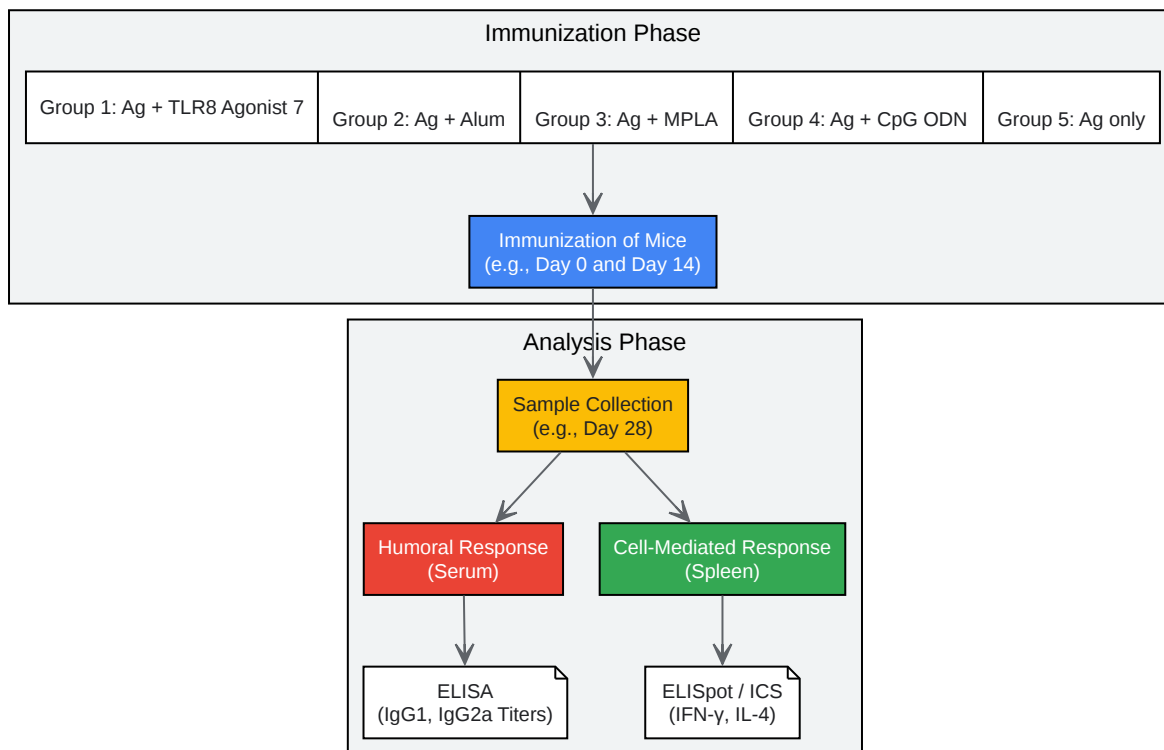 Immunization Phase
Group 1: Ag + TLR8 Agonist 7
Group 2: Ag + Alum
Group 3: Ag + MPLA
Group 4: Ag + CpG ODN
Group 5: Ag only
Immunization of Mice
(e.g., Day 0 and Day 14)
Analysis Phase
Sample Collection
(e.g., Day 28)
Humoral Response
(Serum)
Cell-Mediated Response
(Spleen)
ELISA
(IgG1, IgG2a Titers)
ELISpot / ICS
(IFN-γ, IL-4)